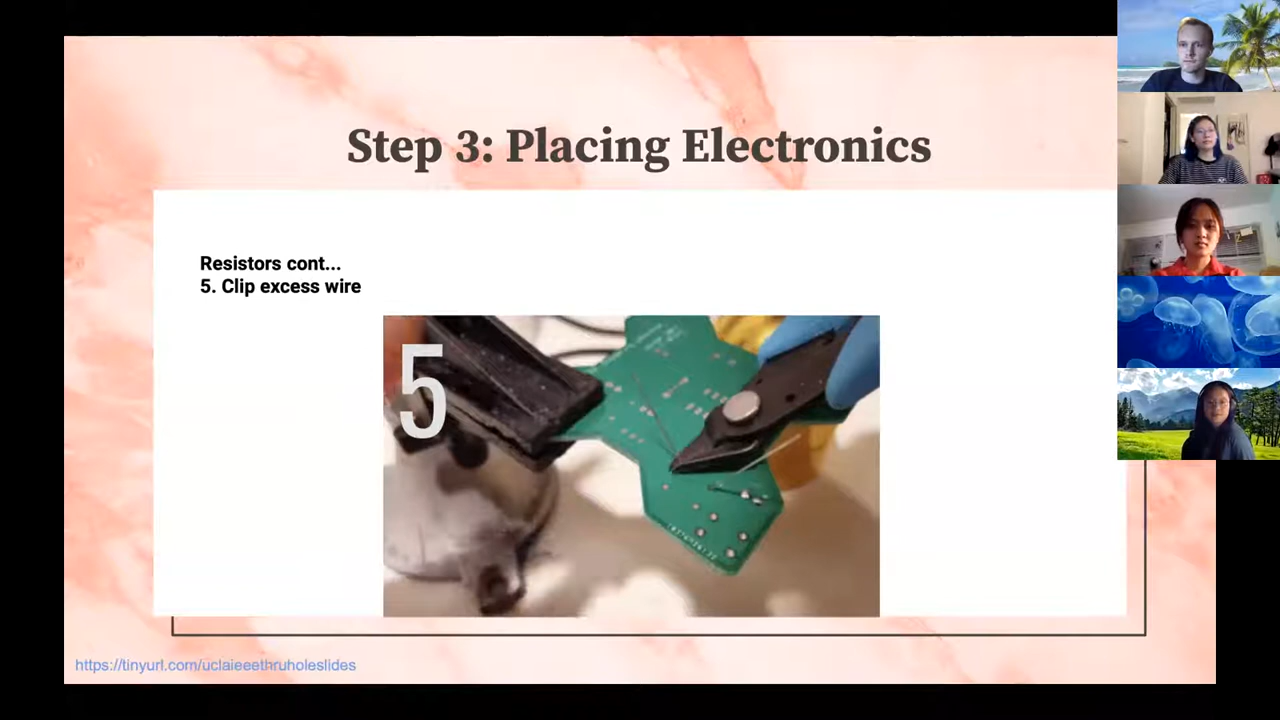 Step 3: Placing Electronics
Resistors cont...
5. Clip excess wire
5
https://tinyurl.com/uclaieeethruholeslides